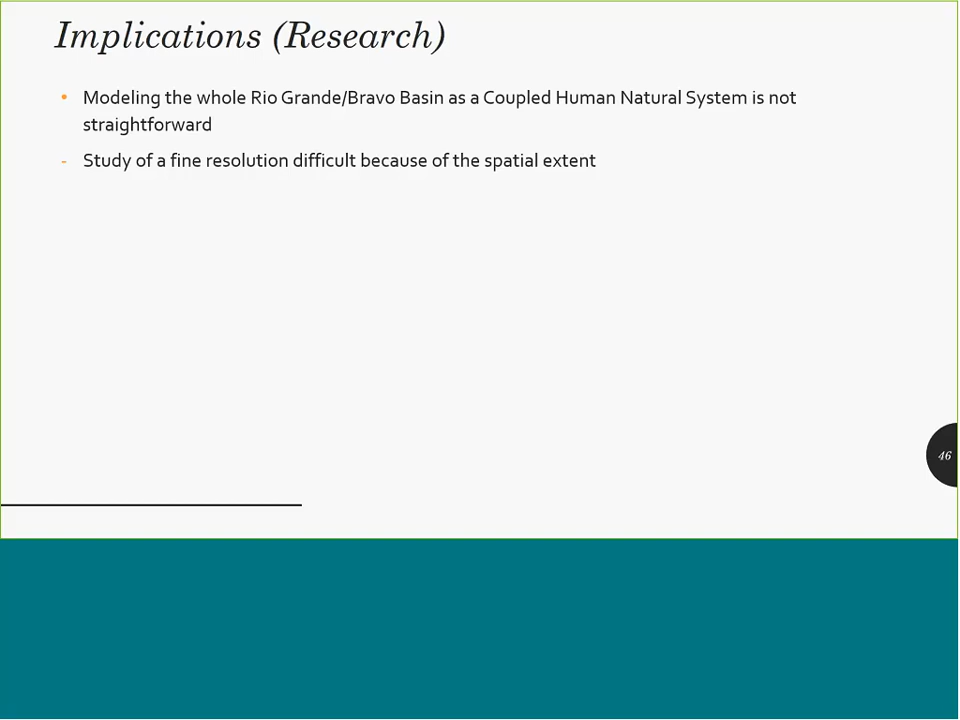 Implications (Research)
• Modeling the whole Rio Grande/Bravo Basin as a Coupled Human Natural System is not
straightforward
- Study of a fine resolution difficult because of the spatial extent
46